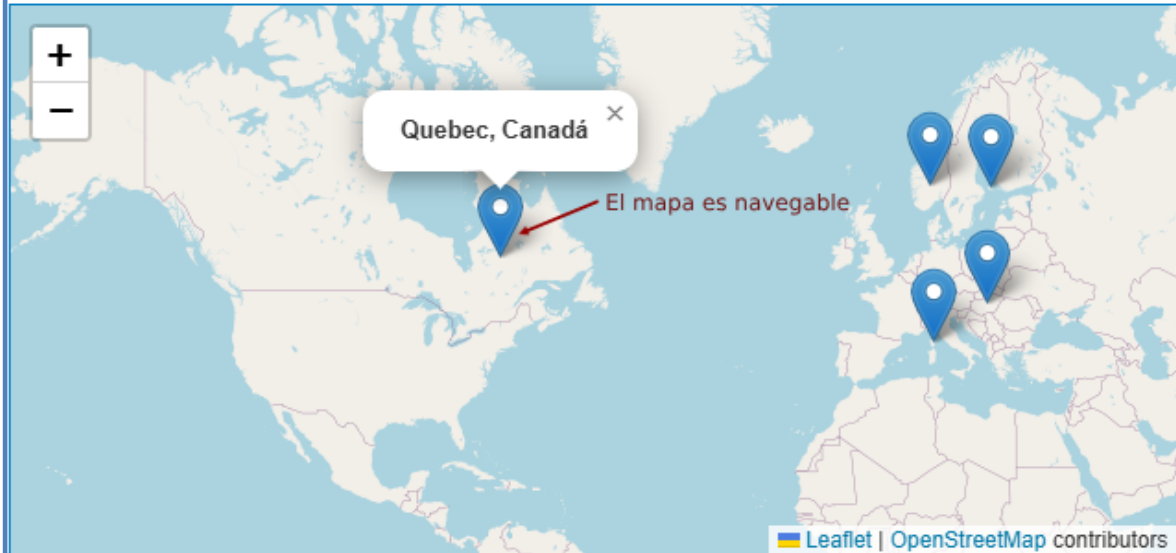 +
−
Quebec, Canadá
×
El mapa es navegable
Leaflet | OpenStreetMap contributors